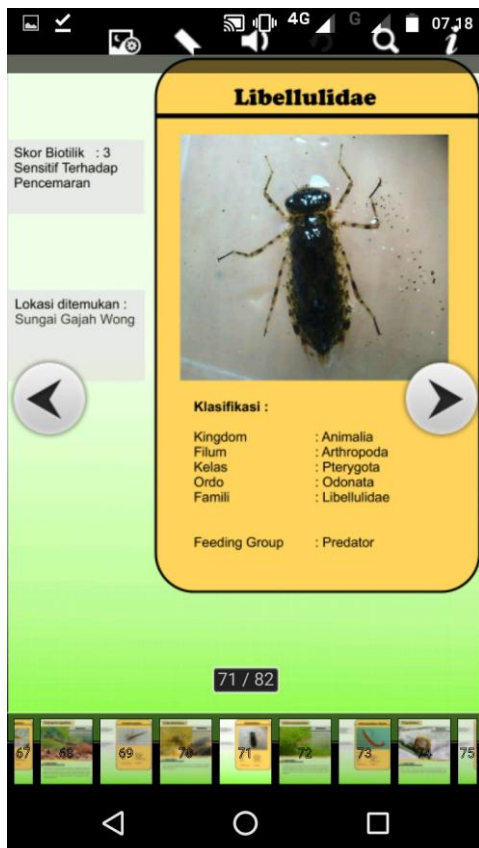 4G
G
07.18
Libellulidae
Skor Biotilik : 3
Sensitif Terhadap
Pencemaran
Lokasi ditemukan :
Sungai Gajah Wong
Klasifikasi :
Kingdom : Animalia
Filum : Arthropoda
Kelas : Pterygota
Ordo : Odonata
Famili : Libellulidae
Feeding Group : Predator
71 / 82
67 68 69 70 71 72 73 74 75